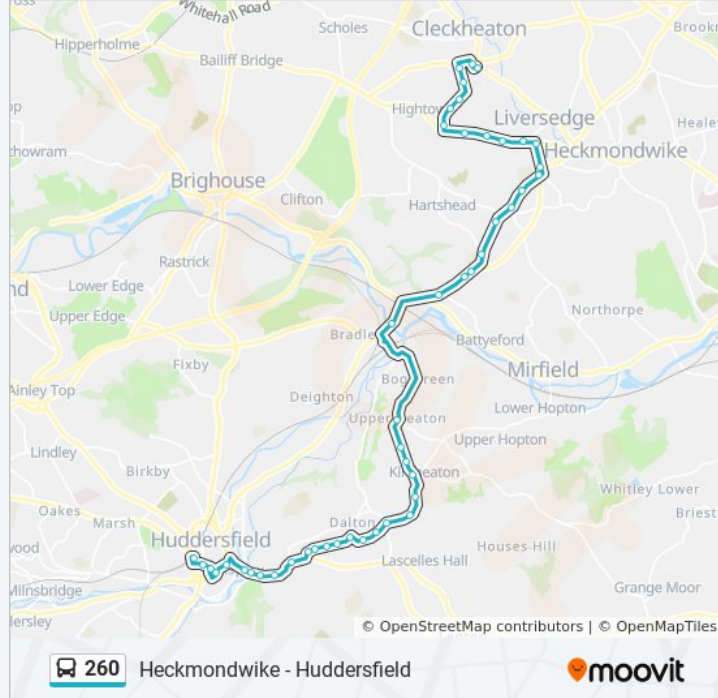 Whitehall Road
Scholes
Cleckheaton
Hipperholme
Bailiff Bridge
Liversedge
Heckmondwike
Brighouse
Clifton
Hartshead
Rastrick
Lower Edge
Upper Edge
Northorpe
Battyeford
Fixby
Mirfield
Ainley Top
Deighton
Lower Hopton
Upper Hopton
Lindley
Birkby
Whitley Lower
Oakes
Marsh
Dalton
Huddersfield
Houses Hill
Lascelles Hall
Milnsbridge
Grange Moor
© OpenStreetMap contributors | © OpenMapTiles
260 Heckmondwike - Huddersfield
moovit